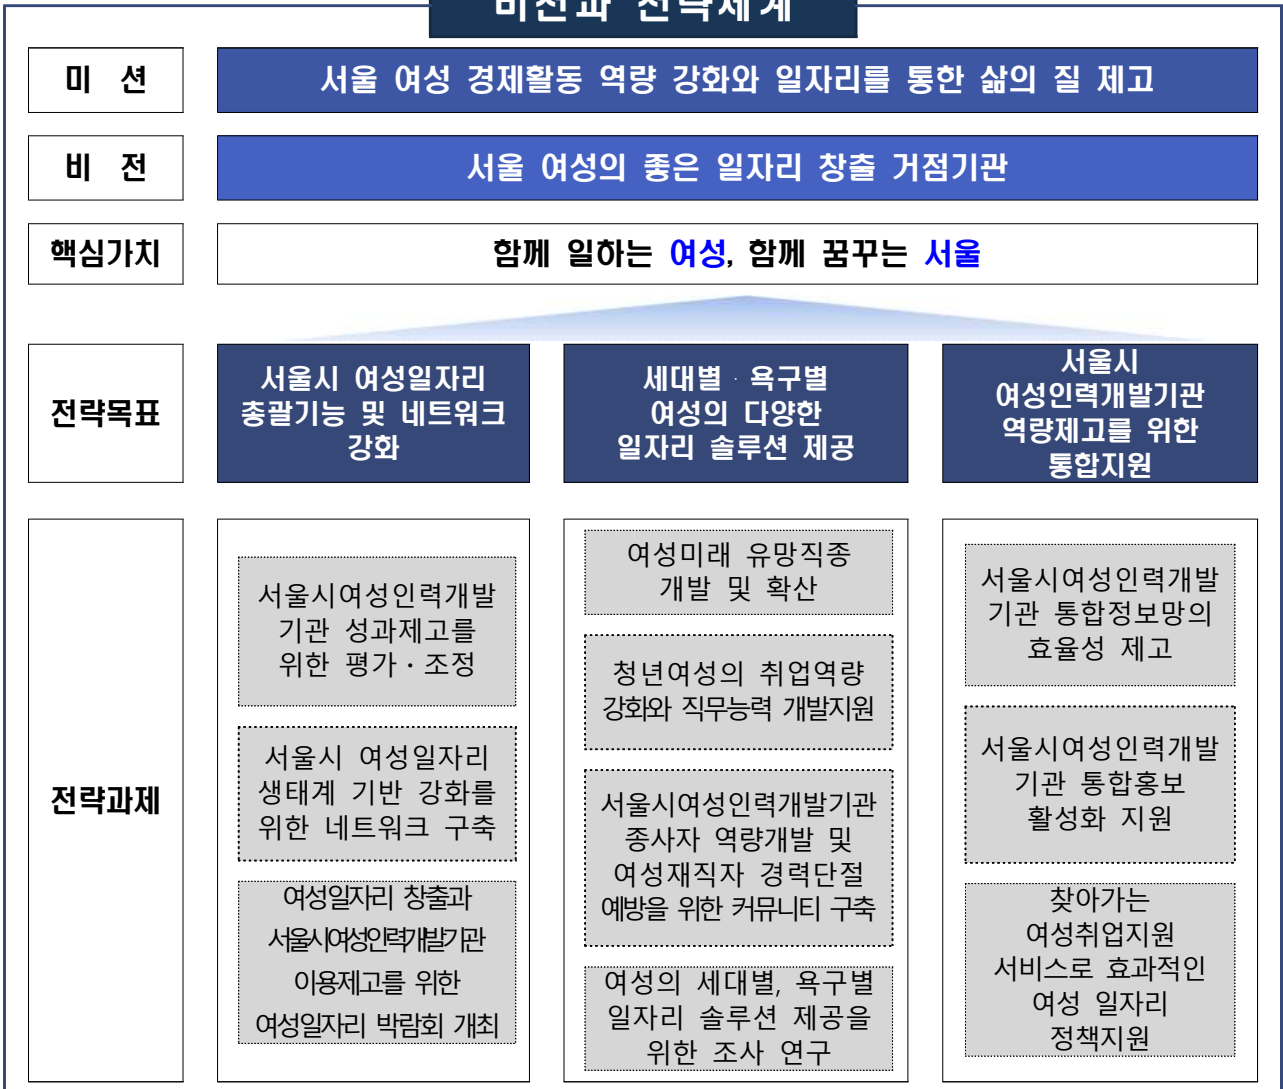 비전과 전략체계
미 션
서울 여성 경제활동 역량 강화와 일자리를 통한 삶의 질 제고
비 전
서울 여성의 좋은 일자리 창출 거점기관
핵심가치
함께 일하는 여성, 함께 꿈꾸는 서울
전략목표
서울시 여성일자리
총괄기능 및 네트워크
강화
세대별 · 욕구별
여성의 다양한
일자리 솔루션 제공
서울시
여성인력개발기관
역량제고를 위한
통합지원
전략과제
서울시여성인력개발
기관 성과제고를
위한 평가·조정
서울시 여성일자리
생태계 기반 강화를
위한 네트워크 구축
여성일자리 창출과
서울시여성인력개발기관
이용제고를 위한
여성일자리 박람회 개최
여성미래 유망직종
개발 및 확산
청년여성의 취업역량
강화와 직무능력 개발지원
서울시여성인력개발기관
종사자 역량개발 및
여성재직자 경력단절
예방을 위한 커뮤니티 구축
여성의 세대별, 욕구별
일자리 솔루션 제공을
위한 조사 연구
서울시여성인력개발
기관 통합정보망의
효율성 제고
서울시여성인력개발
기관 통합홍보
활성화 지원
찾아가는
여성취업지원
서비스로 효과적인
여성 일자리
정책지원